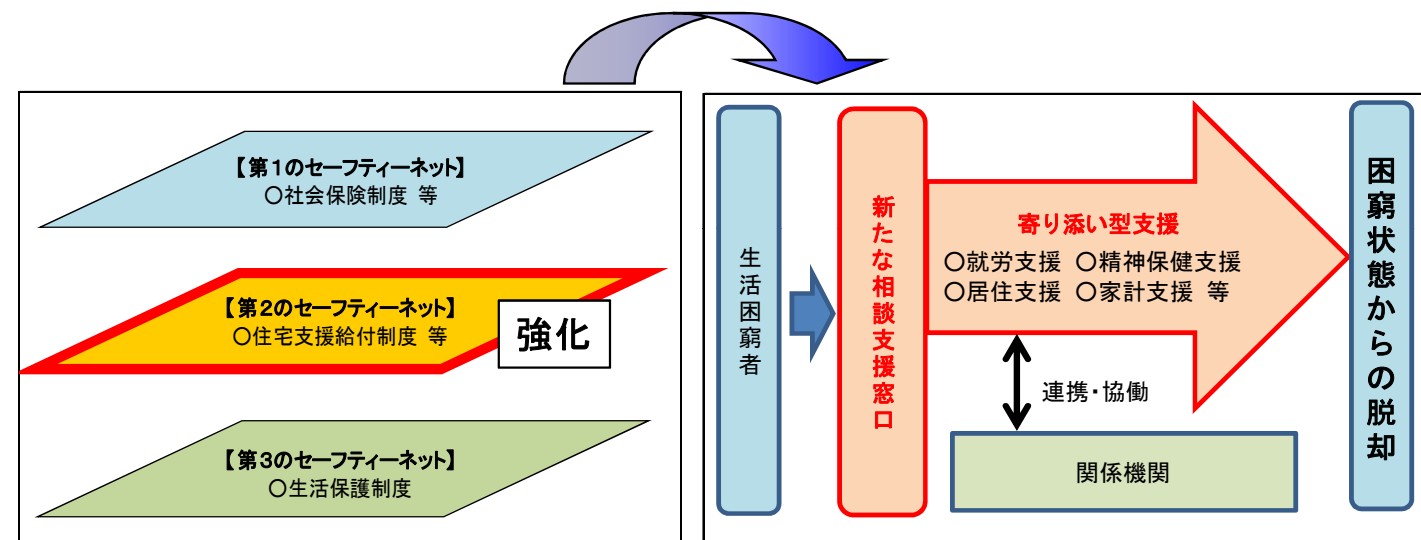 【第1のセーフティーネット】
○社会保険制度 等
【第2のセーフティーネット】
○住宅支援給付制度 等
強化
【第3のセーフティーネット】
○生活保護制度
生活困窮者
新たな相談支援窓口
寄り添い型支援
○就労支援 ○精神保健支援
○居住支援 ○家計支援 等
連携・協働
関係機関
困窮状態からの脱却